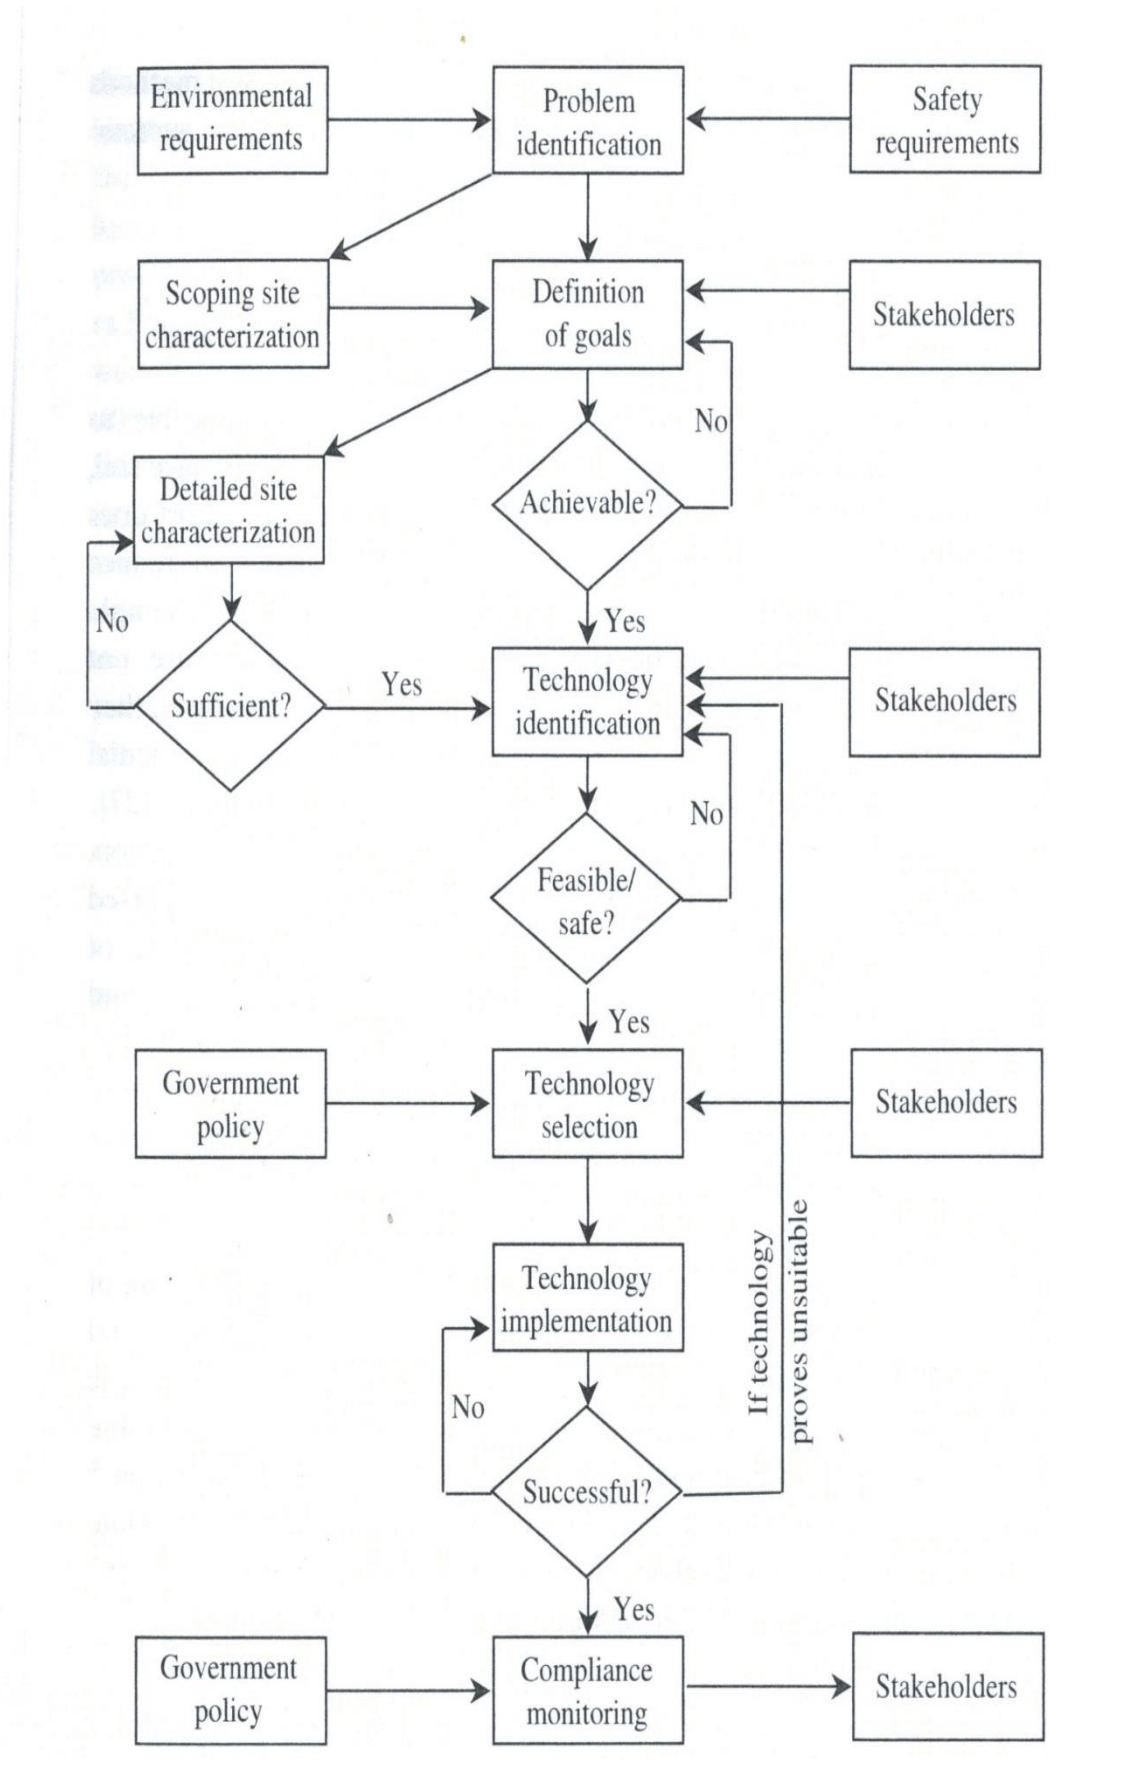 Environmental
requirements
Problem
identification
Safety
requirements
Scoping site
characterization
Definition
of goals
Stakeholders
No
Achievable?
Detailed site
characterization
No
Yes
Sufficient?
Yes
Technology
identification
Stakeholders
No
Feasible/
safe?
Yes
Government
policy
Technology
selection
Stakeholders
If technology
proves unsuitable
Technology
implementation
No
Successful?
Yes
Government
policy
Compliance
monitoring
Stakeholders